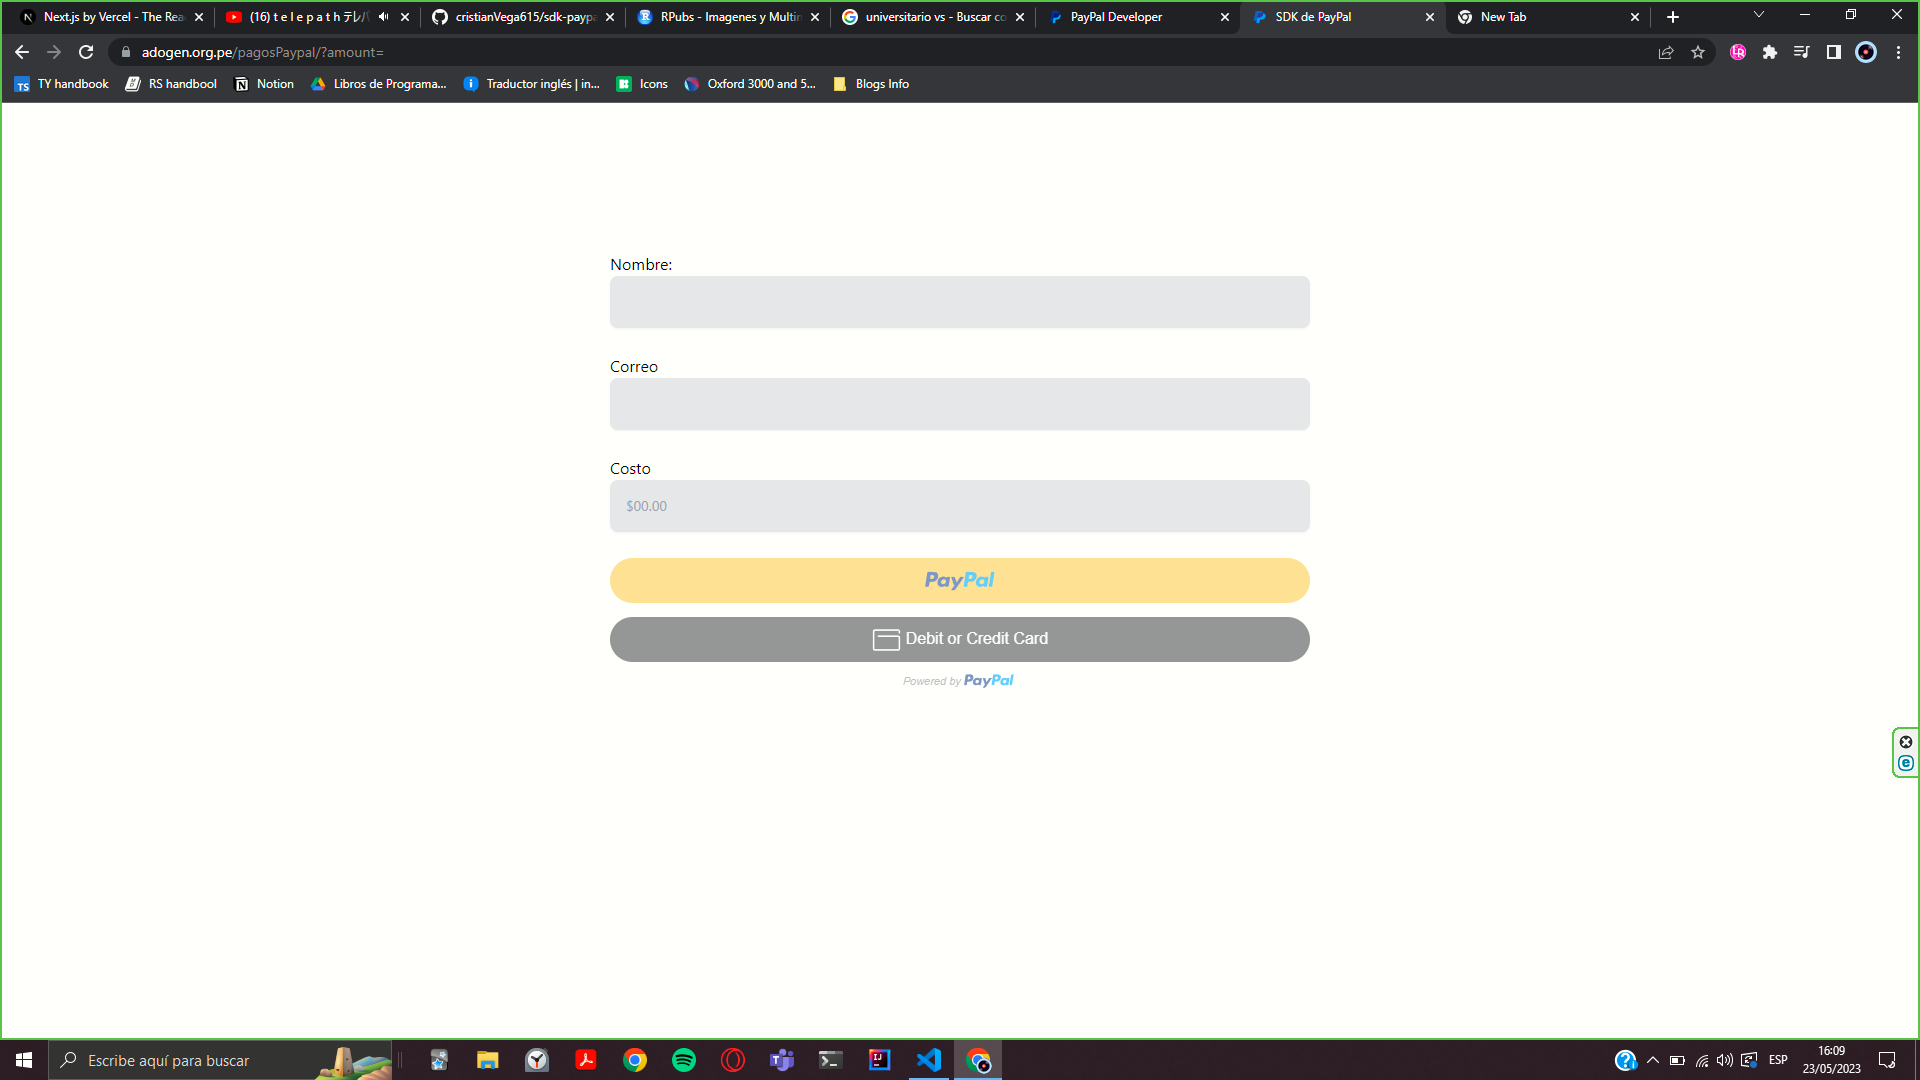 Next.js by Vercel - The Rea
(16) t e l e p a t h テレパ
cristianVega615/sdk-paypa
RPubs - Imagenes y Multim
universitario vs - Buscar co
PayPal Developer
SDK de PayPal
New Tab
adogen.org.pe/pagosPaypal/?amount=
TY handbook
RS handbool
Notion
Libros de Programa...
Traductor inglés | in...
Icons
Oxford 3000 and 5...
Blogs Info
Nombre:
Correo
Costo
$00.00
PayPal
Debit or Credit Card
Powered by PayPal
Escribe aquí para buscar
ESP
16:09
23/05/2023